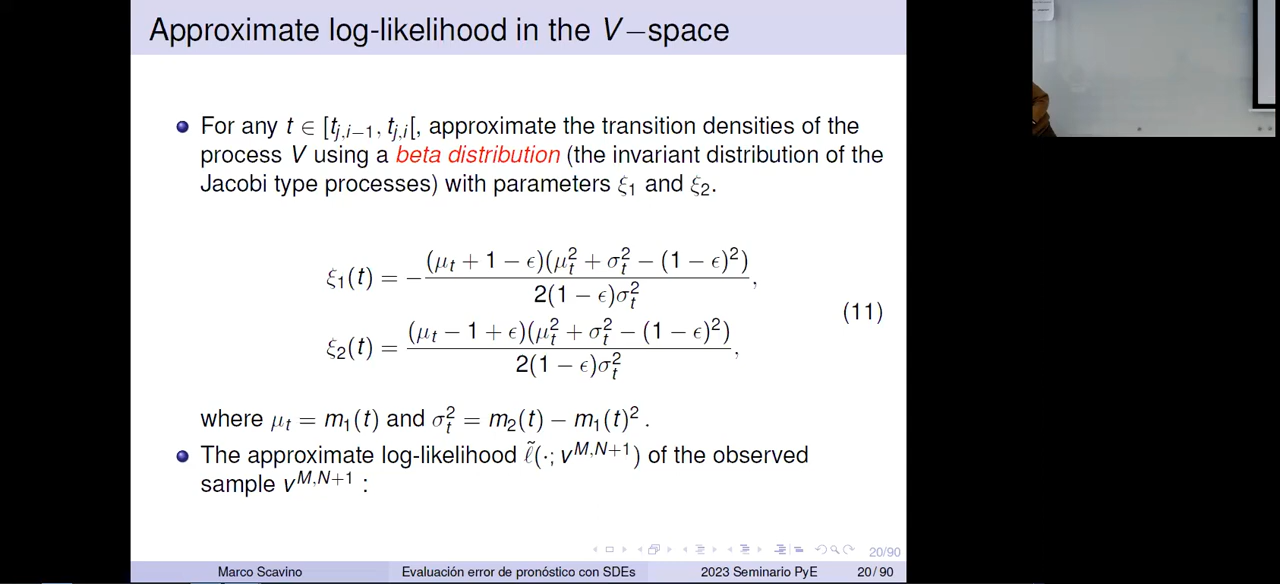 Approximate log-likelihood in the V−space
For any t ∈ [t_{j,i−1}, t_{j,i}[, approximate the transition densities of the
process V using a beta distribution (the invariant distribution of the
Jacobi type processes) with parameters ξ₁ and ξ₂.
ξ₁(t) = −\frac{(μ_t + 1 − ϵ)(μ_t² + σ_t² − (1 − ϵ)²)}{2(1 − ϵ)σ_t²},
(11)
ξ₂(t) = \frac{(μ_t − 1 + ϵ)(μ_t² + σ_t² − (1 − ϵ)²)}{2(1 − ϵ)σ_t²},
where μ_t = m₁(t) and σ_t² = m₂(t) − m₁(t)² .
The approximate log-likelihood \tilde{ℓ}(·; v^{M,N+1}) of the observed
sample v^{M,N+1} :
20/90
Marco Scavino Evaluación error de pronóstico con SDEs 2023 Seminario PyE 20 / 90